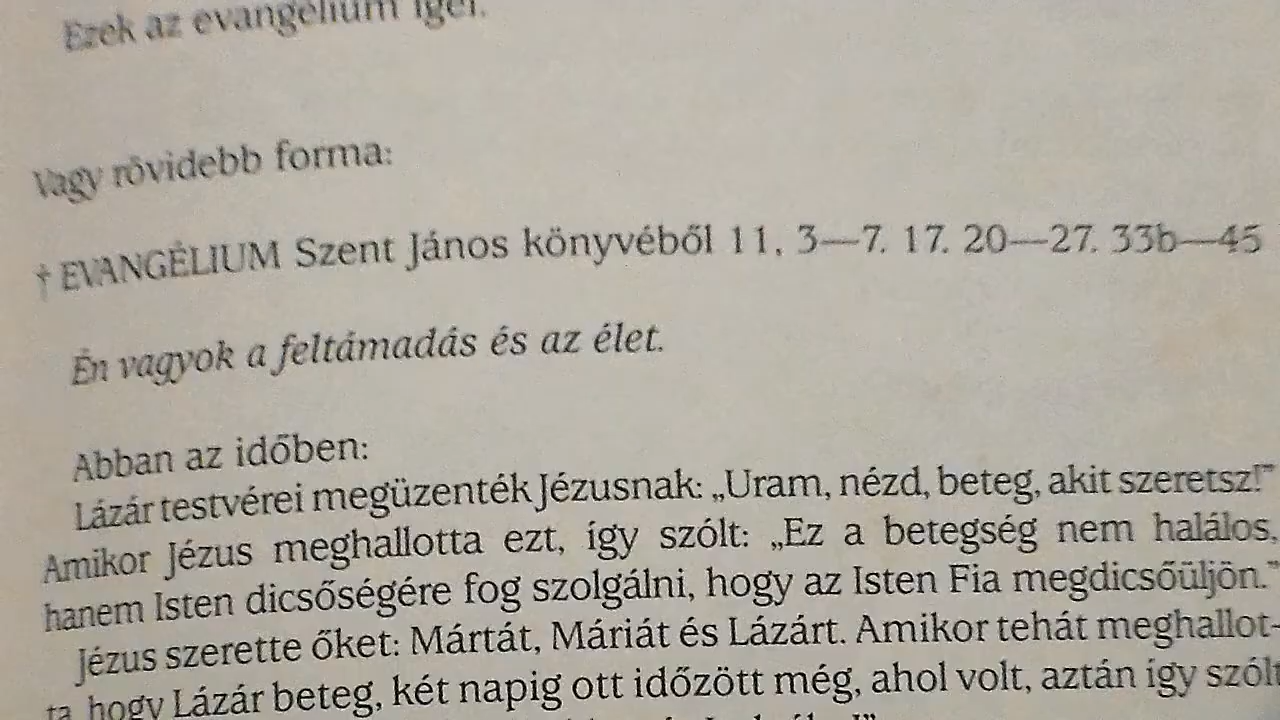 Ezek az evangélium igéi.
Vagy rövidebb forma:
† EVANGÉLIUM Szent János könyvéből 11, 3—7. 17. 20—27. 33b—45
Én vagyok a feltámadás és az élet.
Abban az időben:
Lázár testvérei megüzenték Jézusnak: „Uram, nézd, beteg, akit szeretsz!”
Amikor Jézus meghallotta ezt, így szólt: „Ez a betegség nem halálos,
hanem Isten dicsőségére fog szolgálni, hogy az Isten Fia megdicsőüljön.”
Jézus szerette őket: Mártát, Máriát és Lázárt. Amikor tehát meghallot-
ta, hogy Lázár beteg, két napig ott időzött még, ahol volt, aztán így szólt